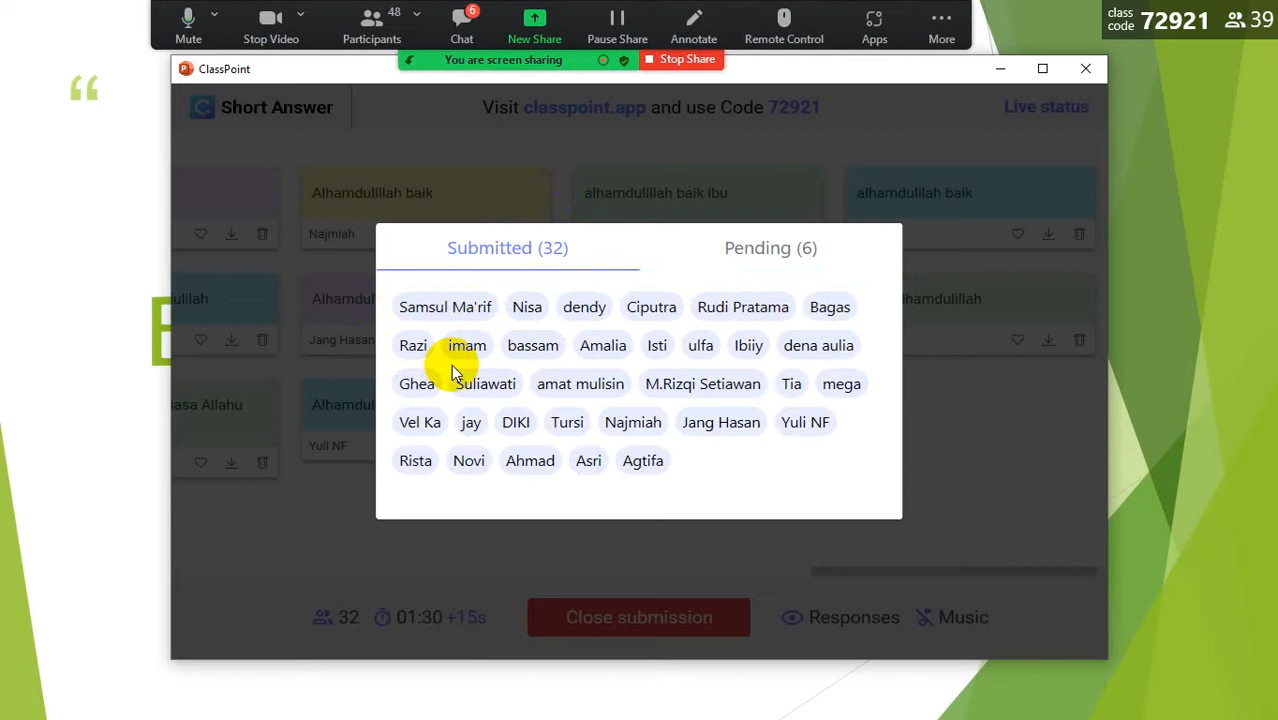 48
6
Mute
Stop Video
Participants
Chat
New Share
Pause Share
Annotate
Remote Control
Apps
More
class code 72921 39
You are screen sharing
Stop Share
“
ClassPoint
Short Answer
Visit classpoint.app and use Code 72921
Live status
Alhamdulillah baik
alhamdulillah baik ibu
alhamdulillah baik
Najmiah
Submitted (32)
Pending (6)
Samsul Ma'rif Nisa dendy Ciputra Rudi Pratama Bagas
Razi imam bassam Amalia Isti ulfa Ibiiy dena aulia
Ghea Suliawati amat mulisin M.Rizqi Setiawan Tia mega
Vel Ka jay DIKI Tursi Najmiah Jang Hasan Yuli NF
Rista Novi Ahmad Asri Agtifa
Jang Hasan
Allahu
Yuli NF
32 01:30 +15s
Close submission
Responses
Music